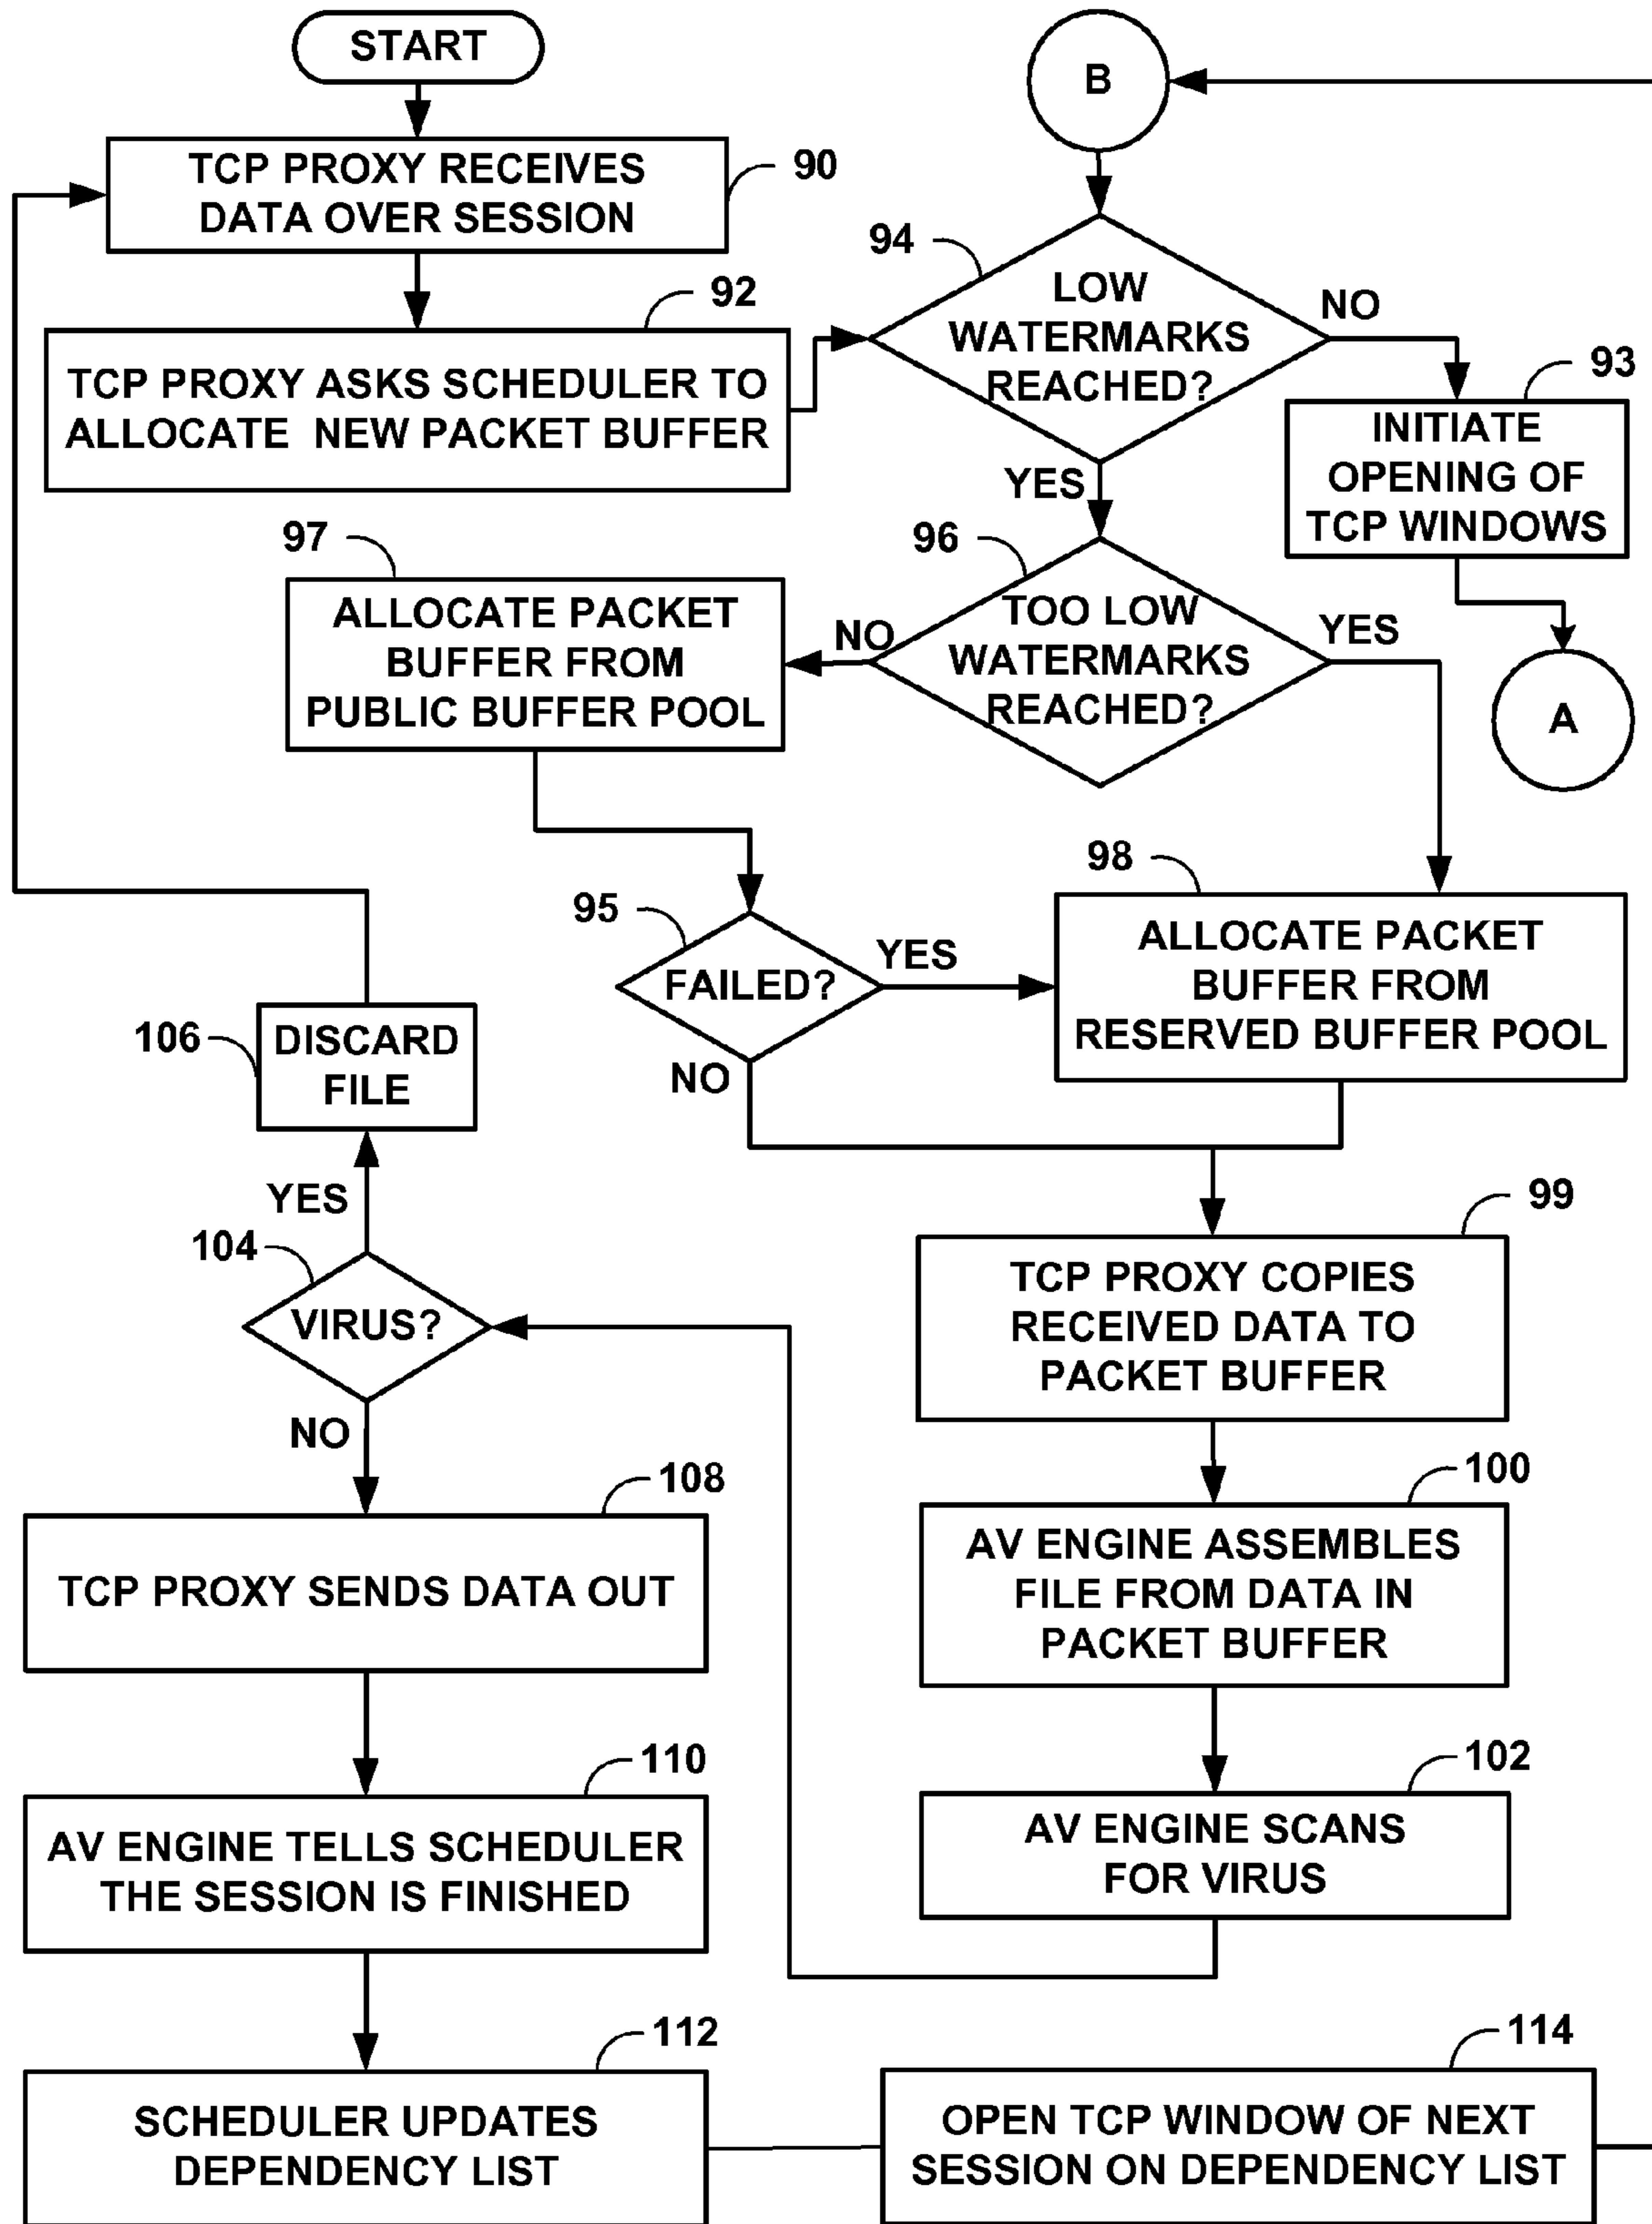 START
TCP PROXY RECEIVES
DATA OVER SESSION
90
TCP PROXY ASKS SCHEDULER TO
ALLOCATE NEW PACKET BUFFER
92
B
94
LOW
WATERMARKS
REACHED?
NO
YES
93
INITIATE
OPENING OF
TCP WINDOWS
A
96
TOO LOW
WATERMARKS
REACHED?
NO
YES
97
ALLOCATE PACKET
BUFFER FROM
PUBLIC BUFFER POOL
95
FAILED?
YES
NO
98
ALLOCATE PACKET
BUFFER FROM
RESERVED BUFFER POOL
99
TCP PROXY COPIES
RECEIVED DATA TO
PACKET BUFFER
100
AV ENGINE ASSEMBLES
FILE FROM DATA IN
PACKET BUFFER
102
AV ENGINE SCANS
FOR VIRUS
106
DISCARD
FILE
YES
104
VIRUS?
NO
108
TCP PROXY SENDS DATA OUT
110
AV ENGINE TELLS SCHEDULER
THE SESSION IS FINISHED
112
SCHEDULER UPDATES
DEPENDENCY LIST
114
OPEN TCP WINDOW OF NEXT
SESSION ON DEPENDENCY LIST